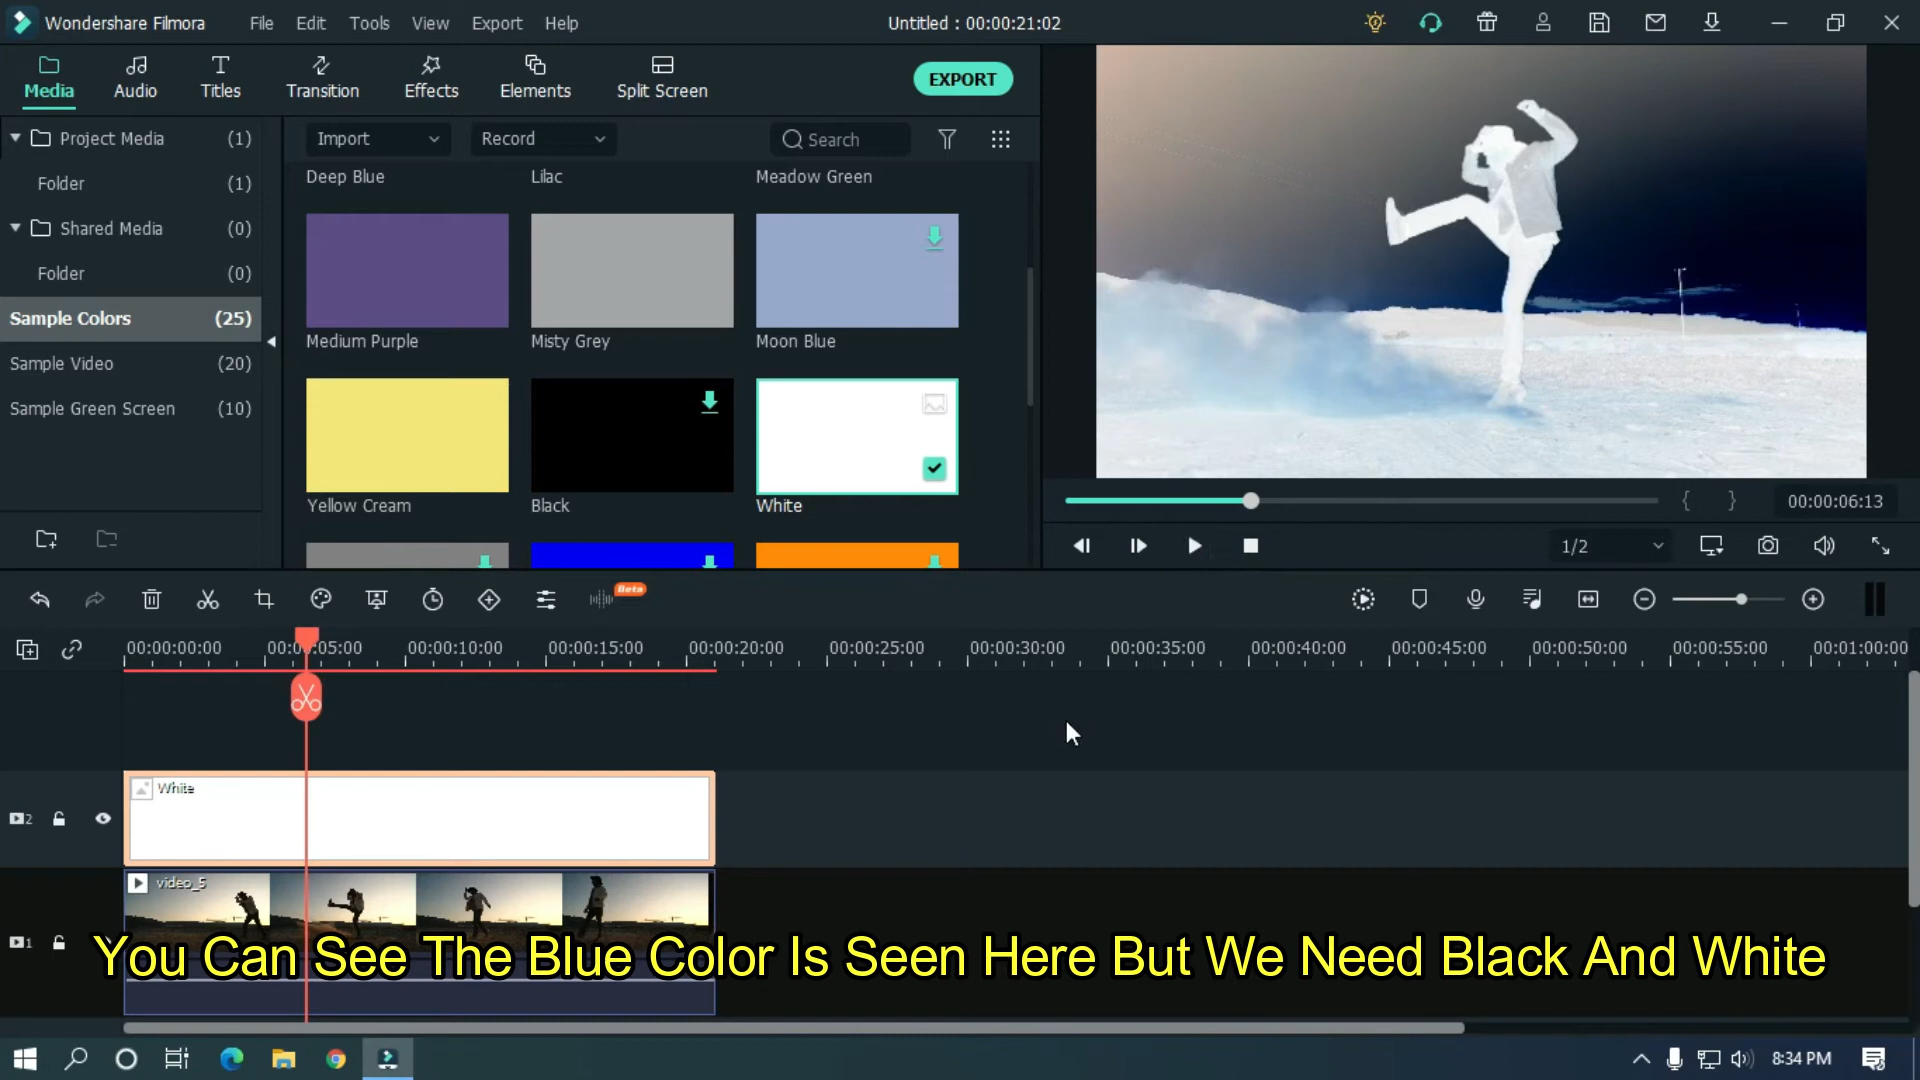 Wondershare Filmora
File
Edit
Tools
View
Export
Help
Untitled : 00:00:21:02
Media
Audio
Titles
Transition
Effects
Elements
Split Screen
EXPORT
Project Media (1)
Folder (1)
Shared Media (0)
Folder (0)
Sample Colors (25)
Sample Video (20)
Sample Green Screen (10)
Import
Record
Search
Deep Blue
Lilac
Meadow Green
Medium Purple
Misty Grey
Moon Blue
Yellow Cream
Black
White
00:00:06:13
1/2
Beta
00:00:00:00
00:00:05:00
00:00:10:00
00:00:15:00
00:00:20:00
00:00:25:00
00:00:30:00
00:00:35:00
00:00:40:00
00:00:45:00
00:00:50:00
00:00:55:00
00:01:00:00
2
White
1
video_5
You Can See The Blue Color Is Seen Here But We Need Black And White
8:34 PM